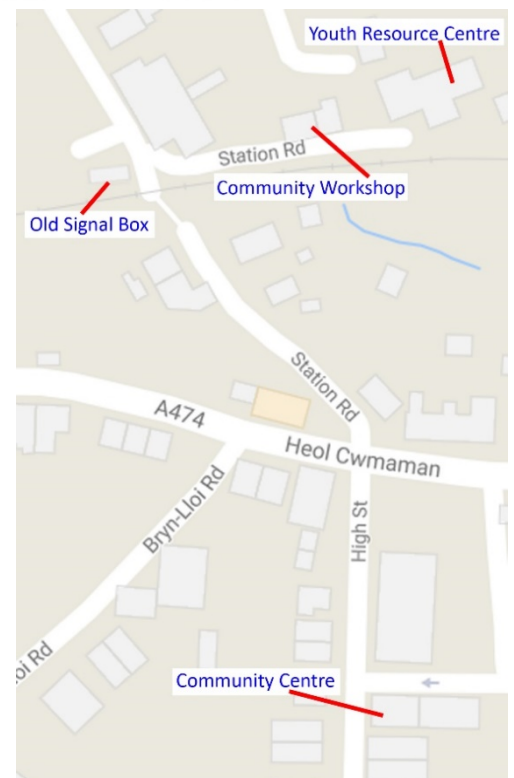 Youth Resource Centre
Station Rd
Community Workshop
Old Signal Box
Station Rd
A474
Heol Cwmaman
Bryn-Lloi Rd
High St
oi Rd
Community Centre